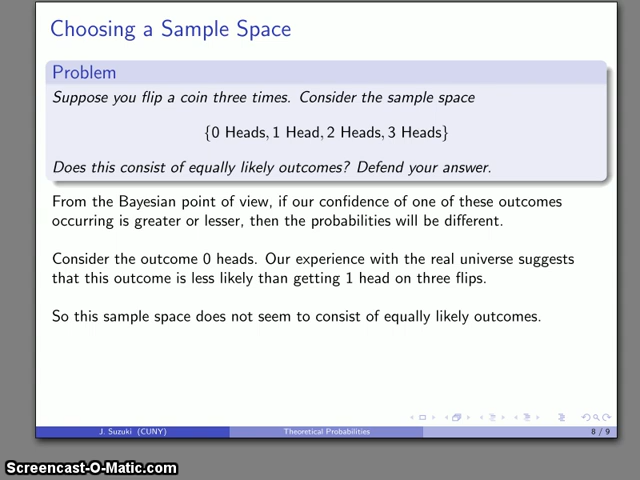 Choosing a Sample Space
Problem
Suppose you flip a coin three times. Consider the sample space
{0 Heads, 1 Head, 2 Heads, 3 Heads}
Does this consist of equally likely outcomes? Defend your answer.
From the Bayesian point of view, if our confidence of one of these outcomes
occurring is greater or lesser, then the probabilities will be different.
Consider the outcome 0 heads. Our experience with the real universe suggests
that this outcome is less likely than getting 1 head on three flips.
So this sample space does not seem to consist of equally likely outcomes.
J. Suzuki (CUNY) Theoretical Probabilities 8 / 9
Screencast-O-Matic.com